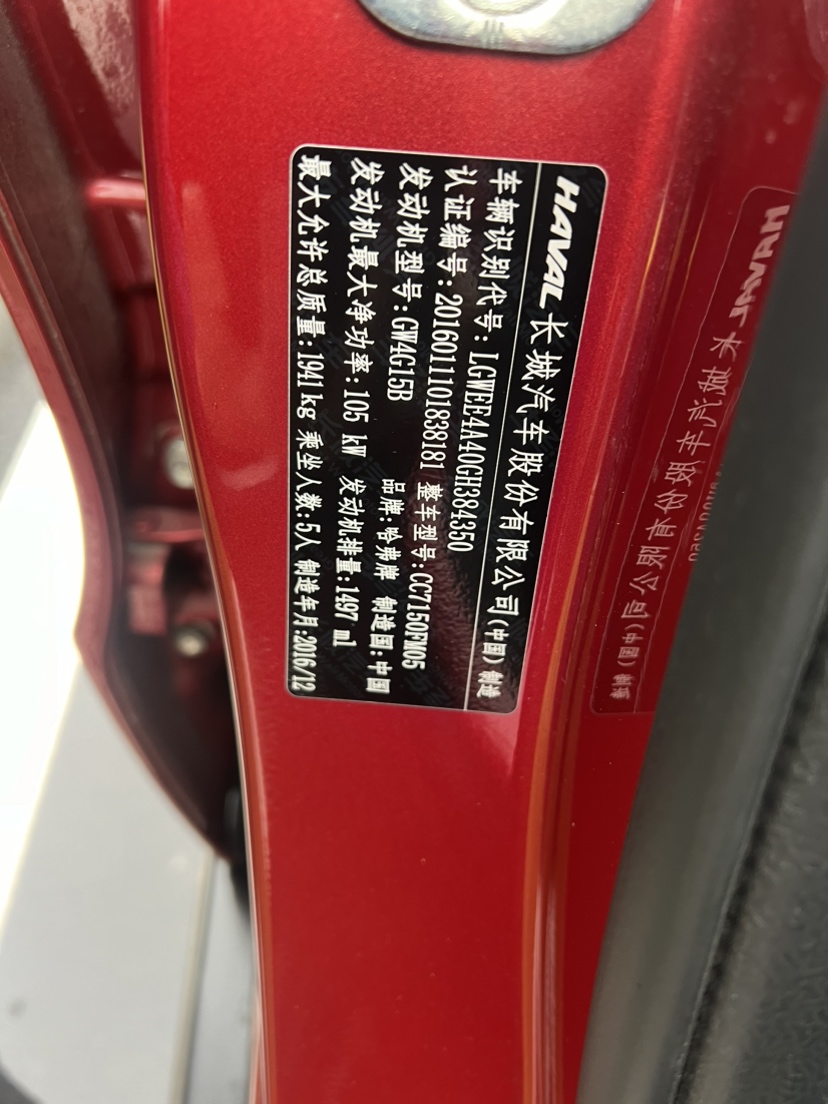 HAVAL 长城汽车股份有限公司(中国) 制造
车辆识别代号:LGWEE4A40GH384350
认证编号:2016011101838181 整车型号:CC7150FM05
发动机型号:GW4G15B 品牌:哈弗牌 制造国:中国
发动机最大净功率:105 kW 发动机排量:1497 ml
最大允许总质量:1941 kg 乘坐人数:5人 制造年月:2016/12